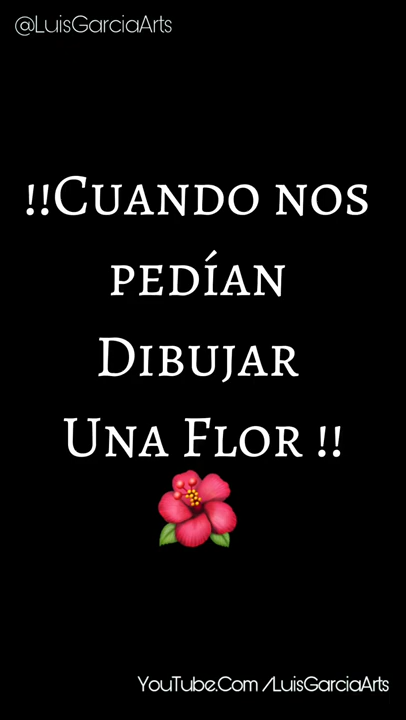 @LuisGarciaArts
!!Cuando nos
pedían
Dibujar
Una Flor !!
YouTube.Com /LuisGarciaArts